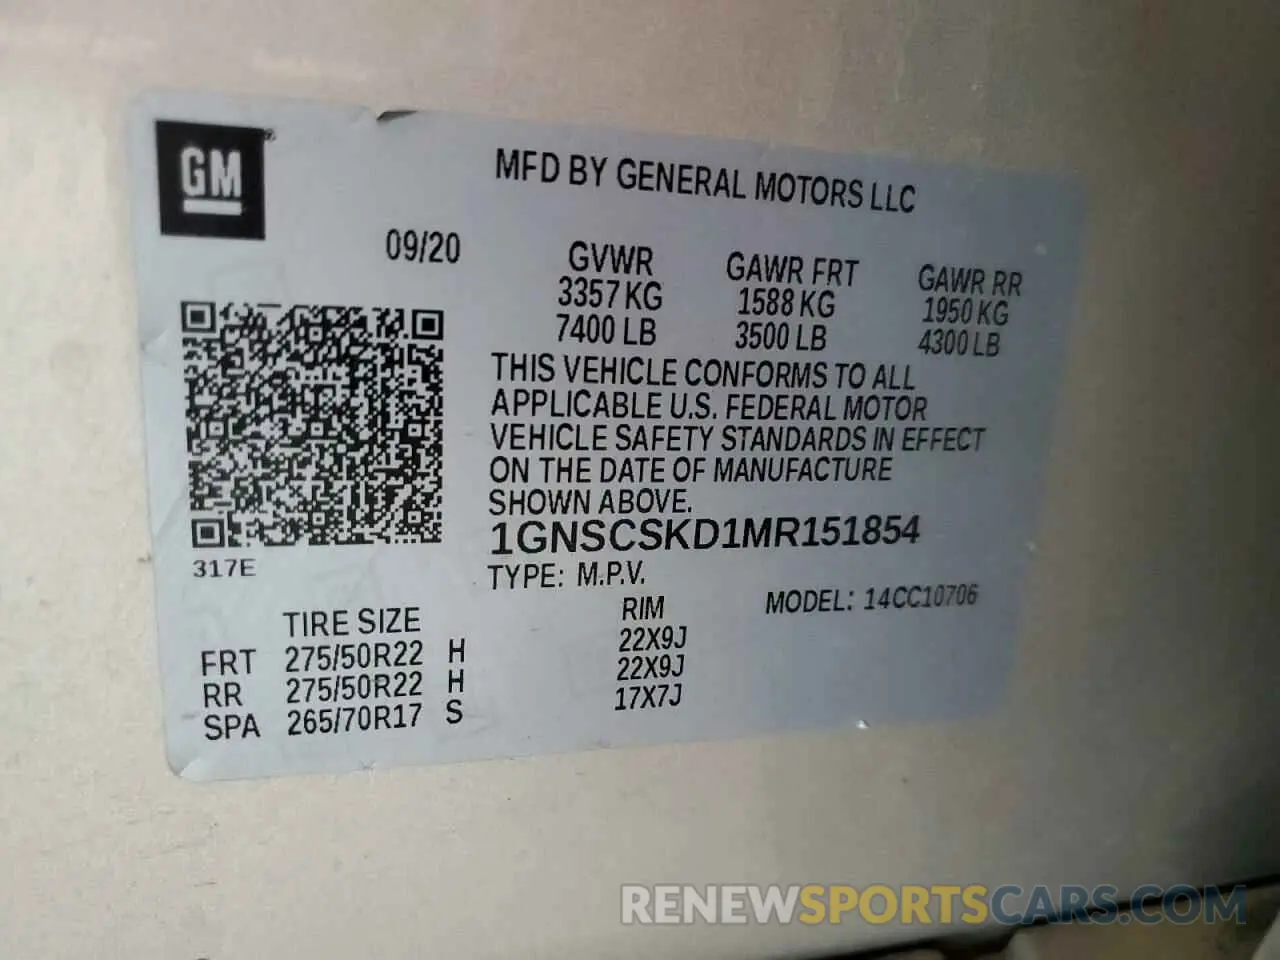 GM®
MFD BY GENERAL MOTORS LLC
09/20
GVWR GAWR FRT GAWR RR
3357 KG 1588 KG 1950 KG
7400 LB 3500 LB 4300 LB
THIS VEHICLE CONFORMS TO ALL
APPLICABLE U.S. FEDERAL MOTOR
VEHICLE SAFETY STANDARDS IN EFFECT
ON THE DATE OF MANUFACTURE
SHOWN ABOVE.
1GNSCSKD1MR151854
317E
TYPE: M.P.V.
MODEL: 14CC10706
TIRE SIZE RIM
FRT 275/50R22 H 22X9J
RR 275/50R22 H 22X9J
SPA 265/70R17 S 17X7J
RENEWSPORTSCARS.COM